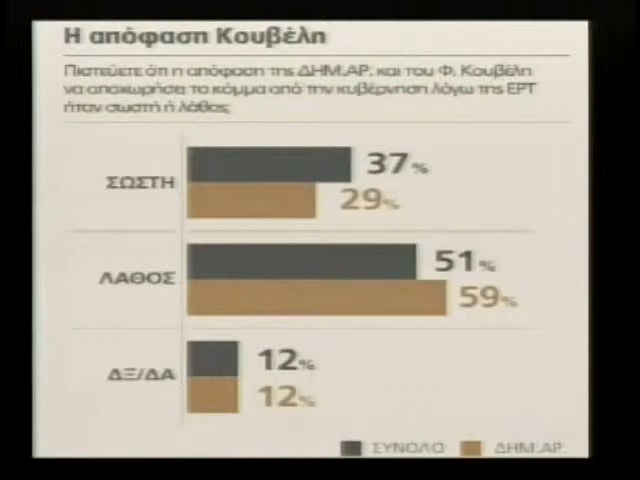 Η απόφαση Κουβέλη
Πιστεύετε ότι η απόφαση της ΔΗΜ.ΑΡ. και του Φ. Κουβέλη
να αποχωρήσει το κόμμα από την κυβέρνηση λόγω της ΕΡΤ
ήταν σωστή ή λάθος;
ΣΩΣΤΗ
37%
29%
ΛΑΘΟΣ
51%
59%
ΔΞ/ΔΑ
12%
12%
ΣΥΝΟΛΟ ΔΗΜ.ΑΡ.